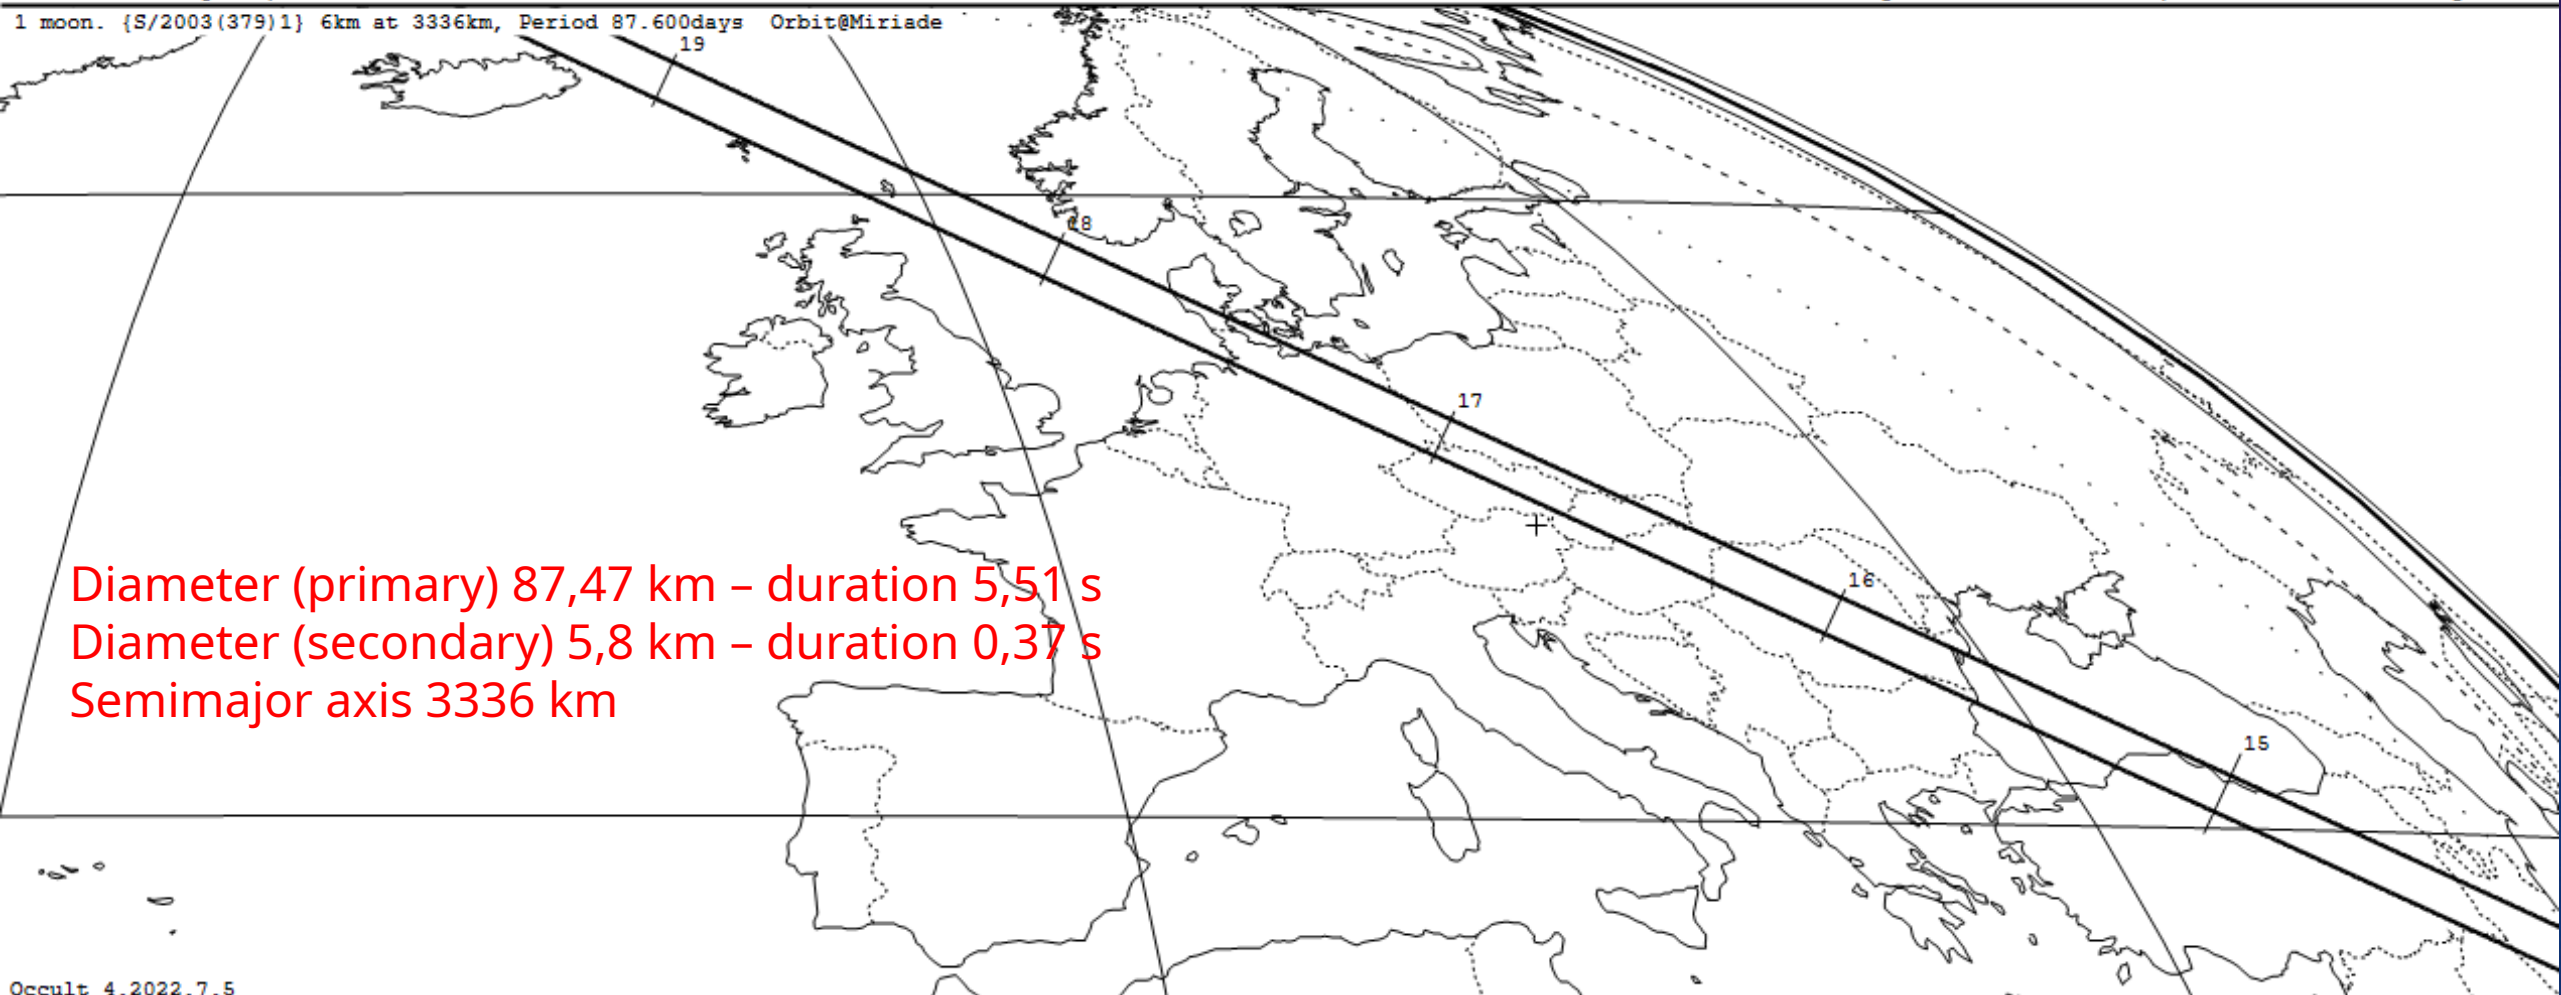 1 moon. {S/2003(379)1} 6km at 3336km, Period 87.600days Orbit@Miriade
19
18
17
16
15
Diameter (primary) 87,47 km – duration 5,51 s
Diameter (secondary) 5,8 km – duration 0,37 s
Semimajor axis 3336 km
Occult 4.2022.7.5